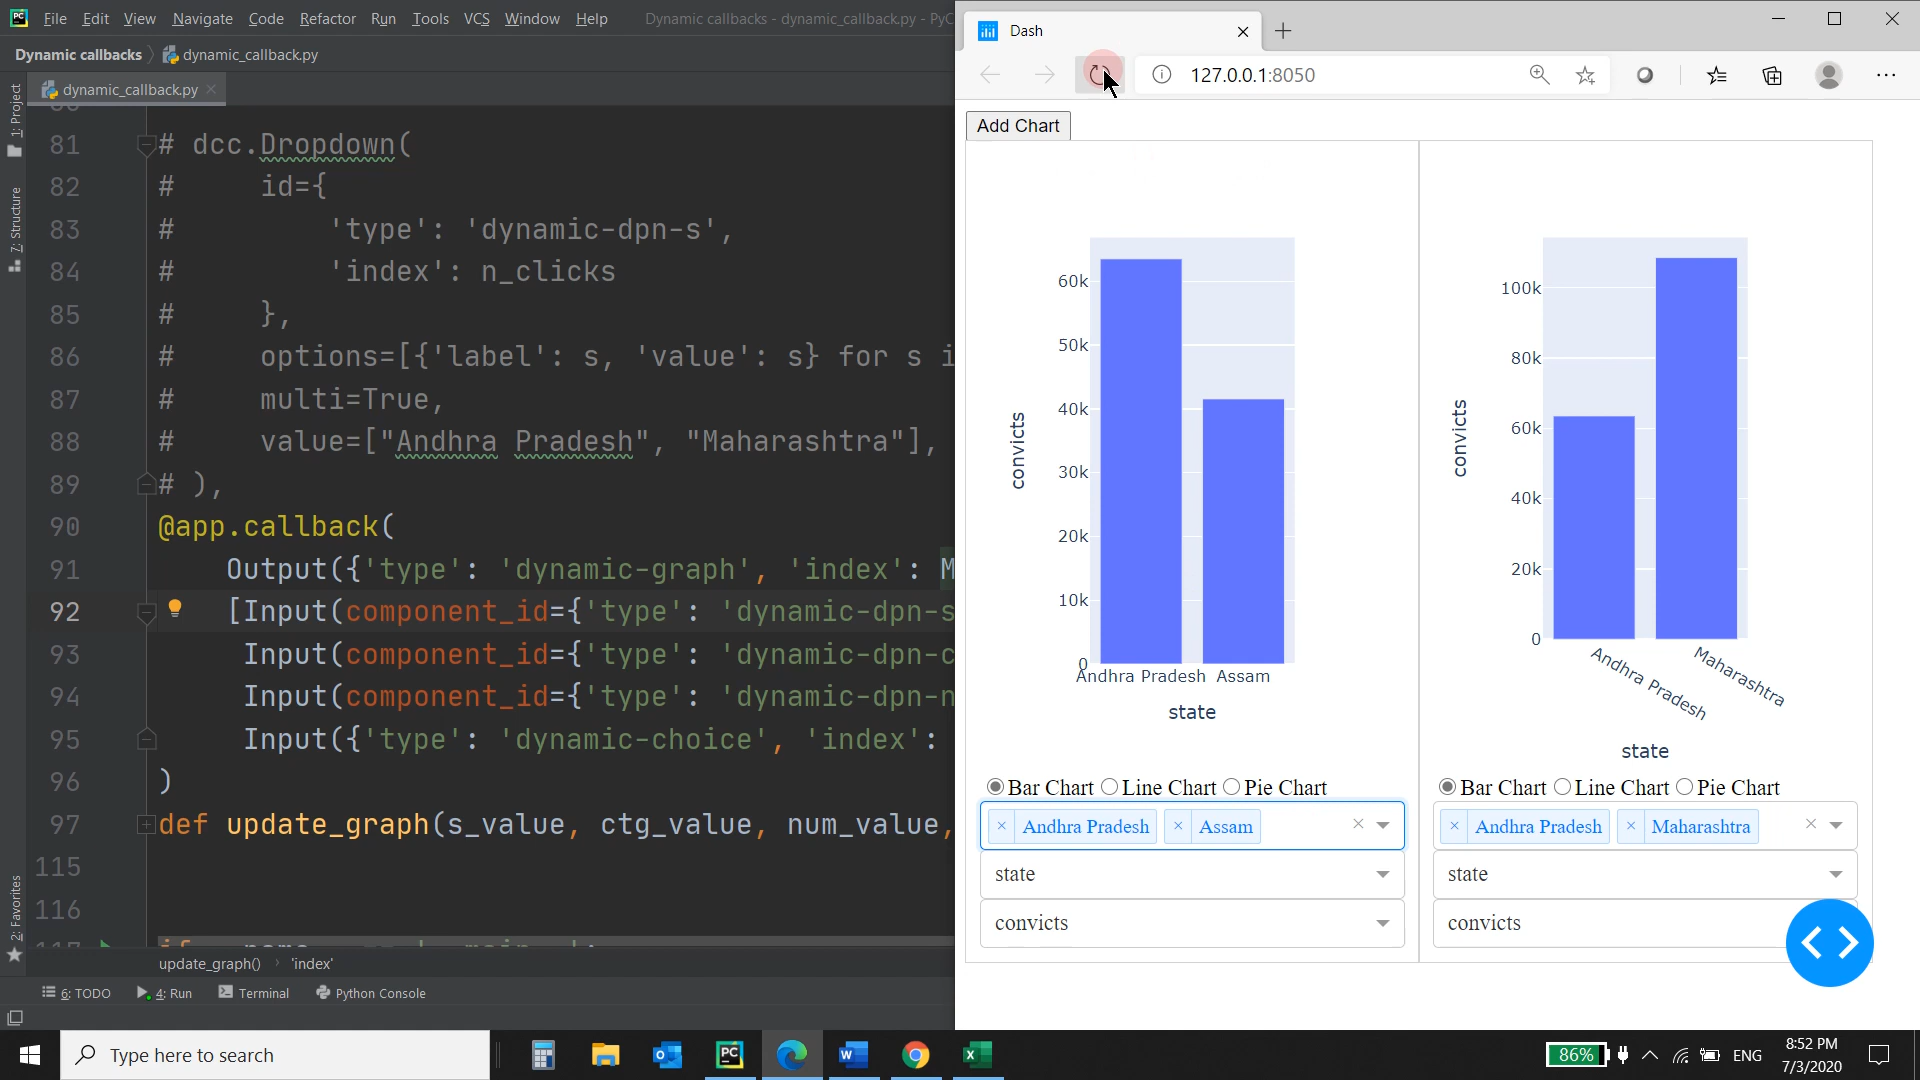 File Edit View Navigate Code Refactor Run Tools VCS Window Help Dynamic callbacks - dynamic_callback.py - PyC
Dynamic callbacks dynamic_callback.py
dynamic_callback.py
1: Project
7: Structure
2: Favorites
81 # dcc.Dropdown(
82 # id={
83 # 'type': 'dynamic-dpn-s',
84 # 'index': n_clicks
85 # },
86 # options=[{'label': s, 'value': s} for s i
87 # multi=True,
88 # value=["Andhra Pradesh", "Maharashtra"],
89 # ),
90 @app.callback(
91 Output({'type': 'dynamic-graph', 'index': M
92 [Input(component_id={'type': 'dynamic-dpn-s
93 Input(component_id={'type': 'dynamic-dpn-c
94 Input(component_id={'type': 'dynamic-dpn-n
95 Input({'type': 'dynamic-choice', 'index':
96 )
97 def update_graph(s_value, ctg_value, num_value,
115
116
update_graph() 'index'
6: TODO 4: Run Terminal Python Console
Dash
127.0.0.1:8050
Add Chart
60k
50k
40k
30k
20k
10k
0
convicts
Andhra Pradesh Assam
state
Bar Chart Line Chart Pie Chart
× Andhra Pradesh × Assam ×
state
convicts
100k
80k
60k
40k
20k
0
convicts
Andhra Pradesh Maharashtra
state
Bar Chart Line Chart Pie Chart
× Andhra Pradesh × Maharashtra ×
state
convicts
Type here to search
86% ENG 8:52 PM
7/3/2020